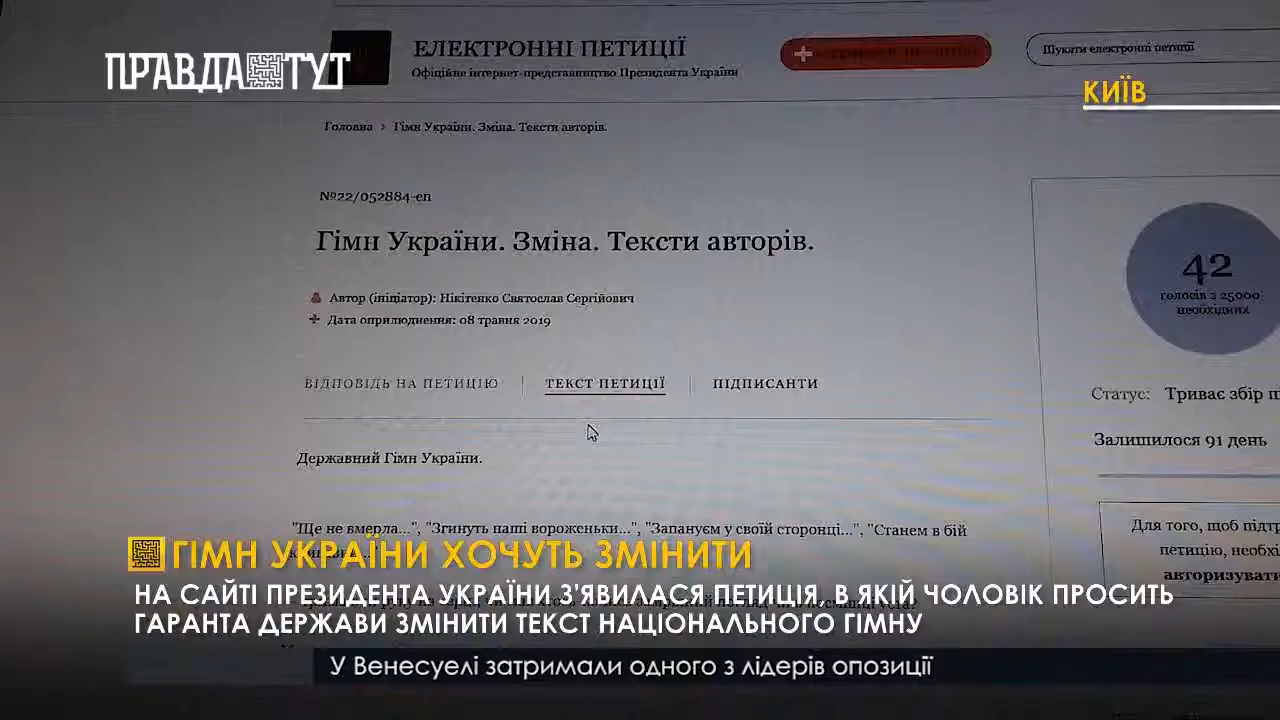 ПРАВДА ТУТ
ЕЛЕКТРОННІ ПЕТИЦІЇ
Офіційне інтернет-представництво Президента України
Шукати електронні петиції
КИЇВ
Головна › Гімн України. Зміна. Тексти авторів.
№22/052884-еп
Гімн України. Зміна. Тексти авторів.
42
голосів з 25000
необхідних
Автор (ініціатор): Нікітенко Святослав Сергійович
Дата оприлюднення: 08 травня 2019
ВІДПОВІДЬ НА ПЕТИЦІЮ
ТЕКСТ ПЕТИЦІЇ
ПІДПИСАНТИ
Статус: Триває збір п
Залишилося 91 день
Державний Гімн України.
"Ще не вмерла...", "Згинуть наші вороженьки...", "Запануєм у своїй сторонці...", "Станем в бій
Для того, щоб підтр
петицію, необхі
авторизувати
ГІМН УКРАЇНИ ХОЧУТЬ ЗМІНИТИ
НА САЙТІ ПРЕЗИДЕНТА УКРАЇНИ З'ЯВИЛАСЯ ПЕТИЦІЯ, В ЯКІЙ ЧОЛОВІК ПРОСИТЬ
ГАРАНТА ДЕРЖАВИ ЗМІНИТИ ТЕКСТ НАЦІОНАЛЬНОГО ГІМНУ
У Венесуелі затримали одного з лідерів опозиції